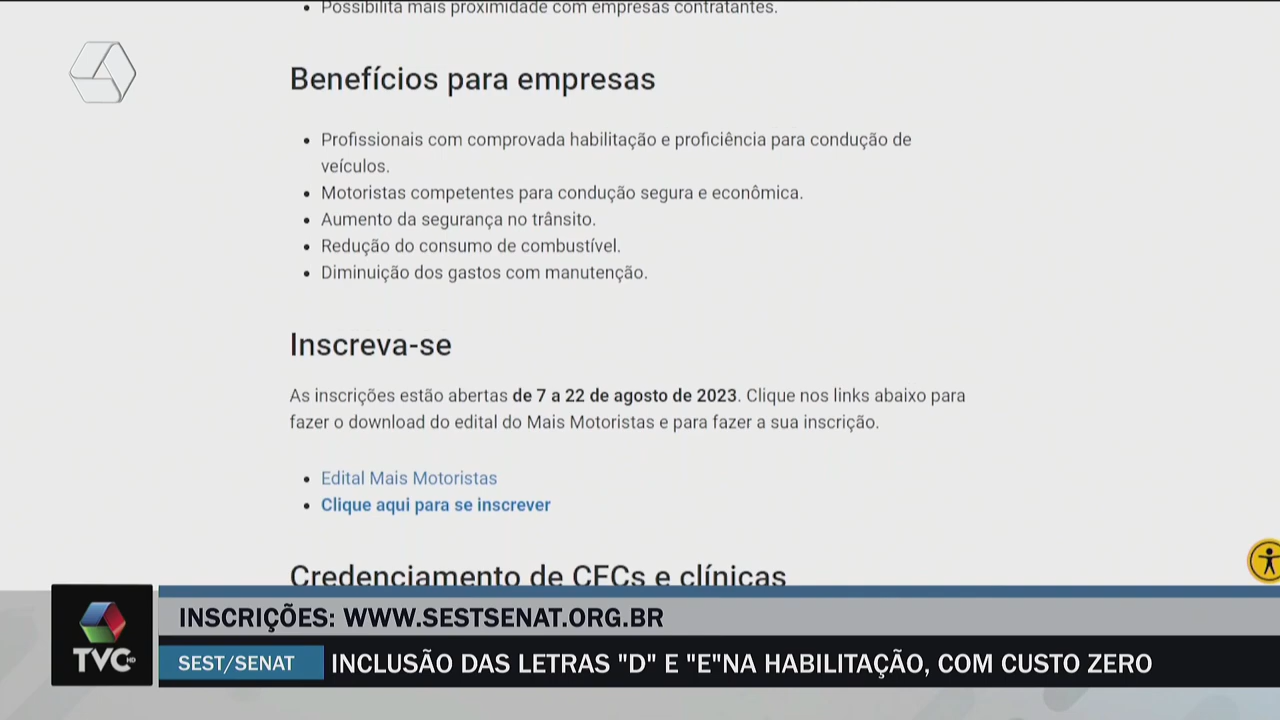 Possibilita mais proximidade com empresas contratantes.
Benefícios para empresas
Profissionais com comprovada habilitação e proficiência para condução de
veículos.
Motoristas competentes para condução segura e econômica.
Aumento da segurança no trânsito.
Redução do consumo de combustível.
Diminuição dos gastos com manutenção.
Inscreva-se
As inscrições estão abertas de 7 a 22 de agosto de 2023. Clique nos links abaixo para
fazer o download do edital do Mais Motoristas e para fazer a sua inscrição.
Edital Mais Motoristas
Clique aqui para se inscrever
Credenciamento de CFCs e clínicas
INSCRIÇÕES: WWW.SESTSENAT.ORG.BR
TVC HD
SEST/SENAT INCLUSÃO DAS LETRAS "D" E "E"NA HABILITAÇÃO, COM CUSTO ZERO